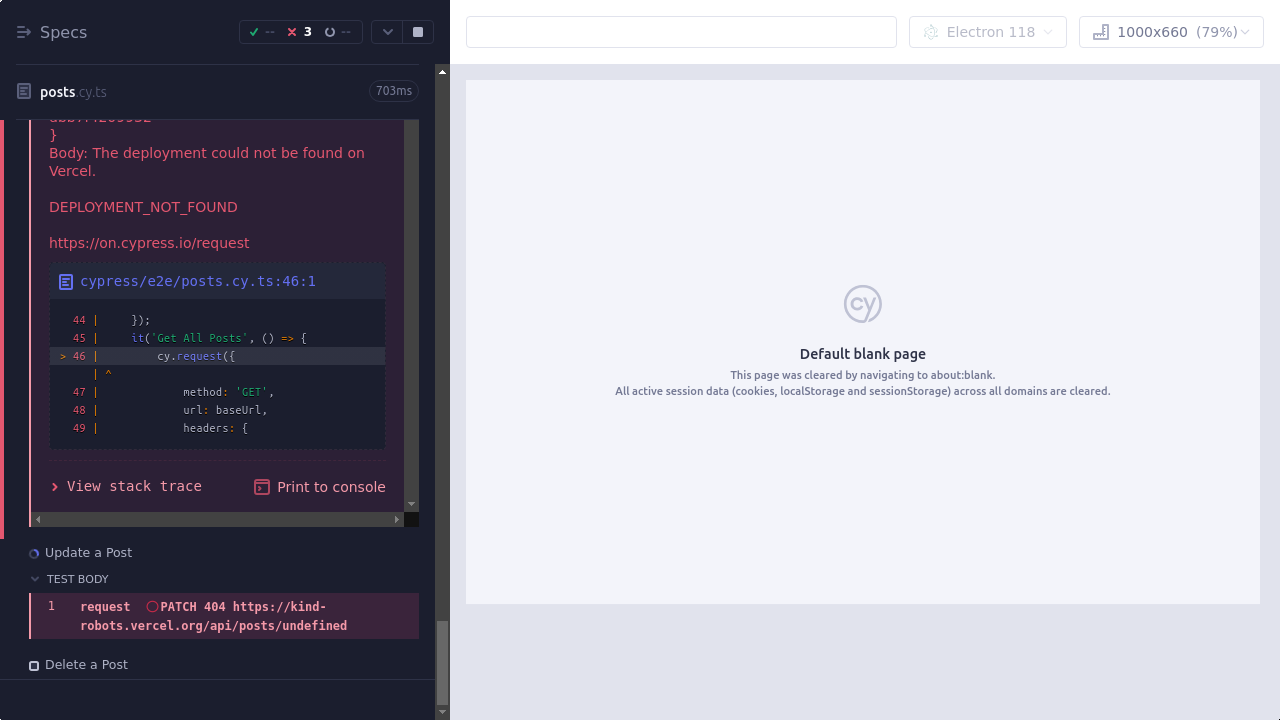 Specs
--
3
--
Electron 118
1000x660 (79%)
posts.cy.ts
703ms
}
Body: The deployment could not be found on
Vercel.
DEPLOYMENT_NOT_FOUND
https://on.cypress.io/request
cypress/e2e/posts.cy.ts:46:1
44 | });
45 | it('Get All Posts', () => {
> 46 | cy.request({
| ^
47 | method: 'GET',
48 | url: baseUrl,
49 | headers: {
View stack trace
Print to console
Update a Post
TEST BODY
1 request PATCH 404 https://kind-
robots.vercel.org/api/posts/undefined
Delete a Post
cy
Default blank page
This page was cleared by navigating to about:blank.
All active session data (cookies, localStorage and sessionStorage) across all domains are cleared.